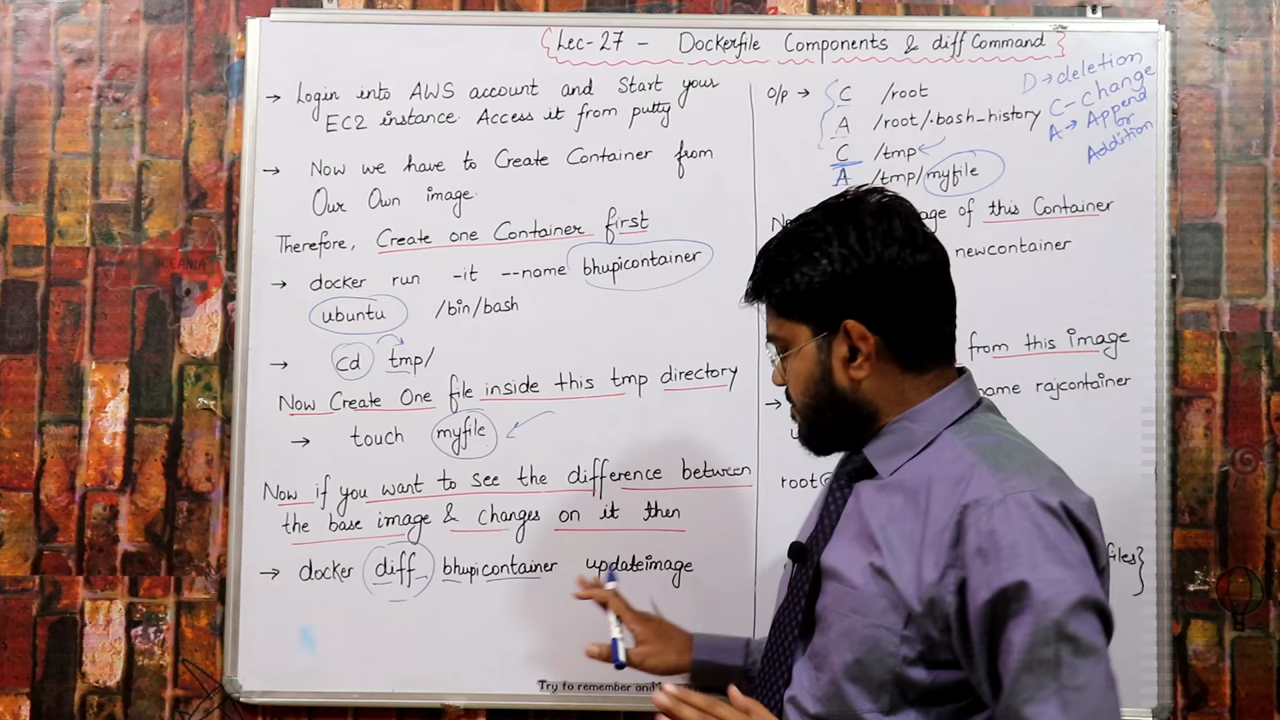 Lec-27 - Dockerfile Components & diff Command
→ Login into AWS account and Start your
EC2 instance. Access it from putty
→ Now we have to Create Container from
Our Own image.
Therefore, Create one Container first
→ docker run -it --name bhupicontainer
ubuntu /bin/bash
→ cd tmp/
Now Create One file inside this tmp directory
→ touch myfile
Now if you want to see the difference between
the base image & changes on it then
→ docker diff bhupicontainer updateimage
O/P → C /root
A /root/.bash_history
C /tmp
A /tmp/myfile
D → deletion
C - Change
A → Append
or
Addition
of this Container
newcontainer
from this image
name rajcontainer
→
root@
files}
Try to remember and
OCEANIA